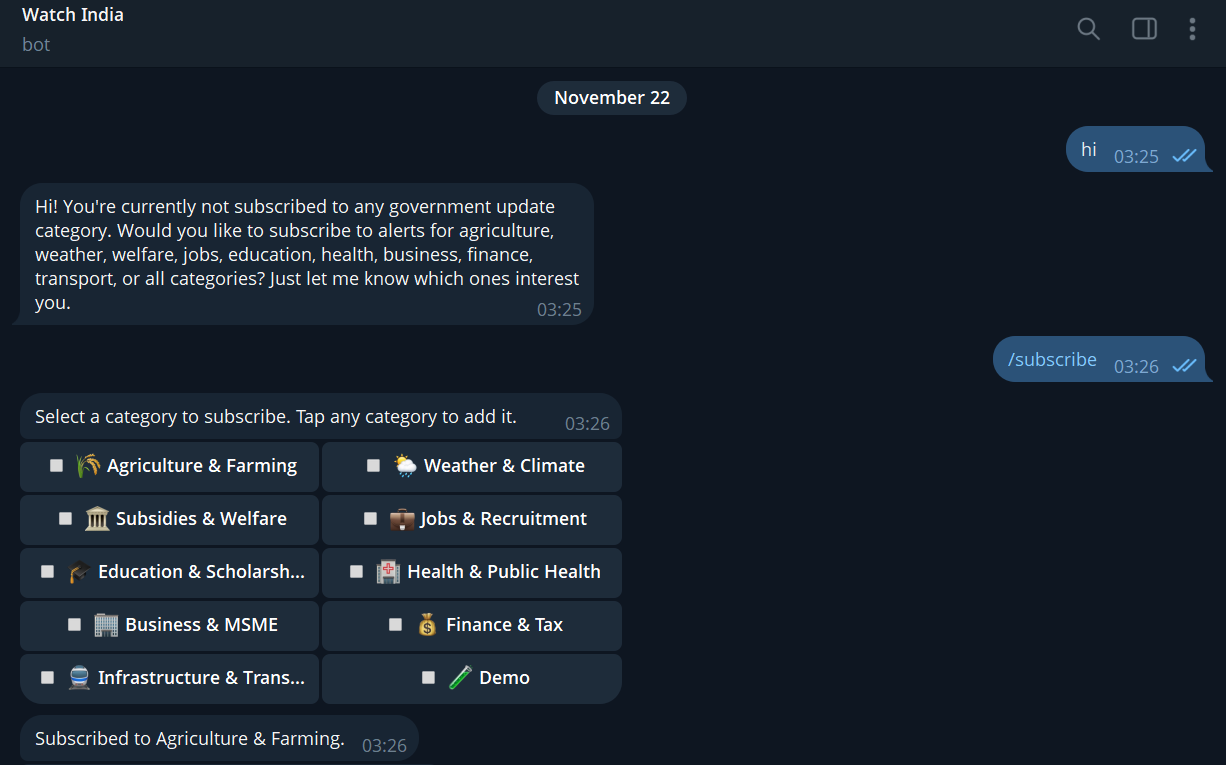 Watch India
bot
November 22
hi 03:25
Hi! You're currently not subscribed to any government update
category. Would you like to subscribe to alerts for agriculture,
weather, welfare, jobs, education, health, business, finance,
transport, or all categories? Just let me know which ones interest
you. 03:25
/subscribe 03:26
Select a category to subscribe. Tap any category to add it. 03:26
Agriculture & Farming
Weather & Climate
Subsidies & Welfare
Jobs & Recruitment
Education & Scholarsh...
Health & Public Health
Business & MSME
Finance & Tax
Infrastructure & Trans...
Demo
Subscribed to Agriculture & Farming. 03:26